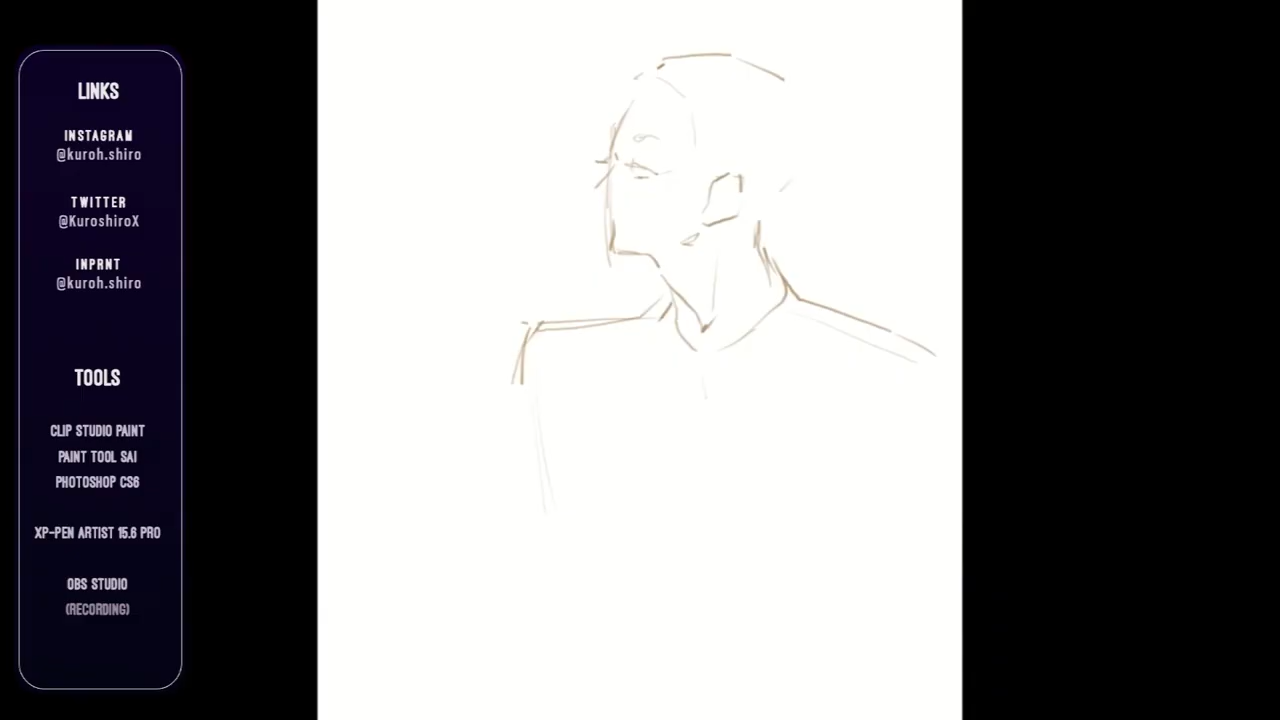 LINKS
INSTAGRAM
@kuroh.shiro
TWITTER
@KuroshiroX
INPRNT
@kuroh.shiro
TOOLS
CLIP STUDIO PAINT
PAINT TOOL SAI
PHOTOSHOP CS6
XP-PEN ARTIST 15.6 PRO
OBS STUDIO
(RECORDING)